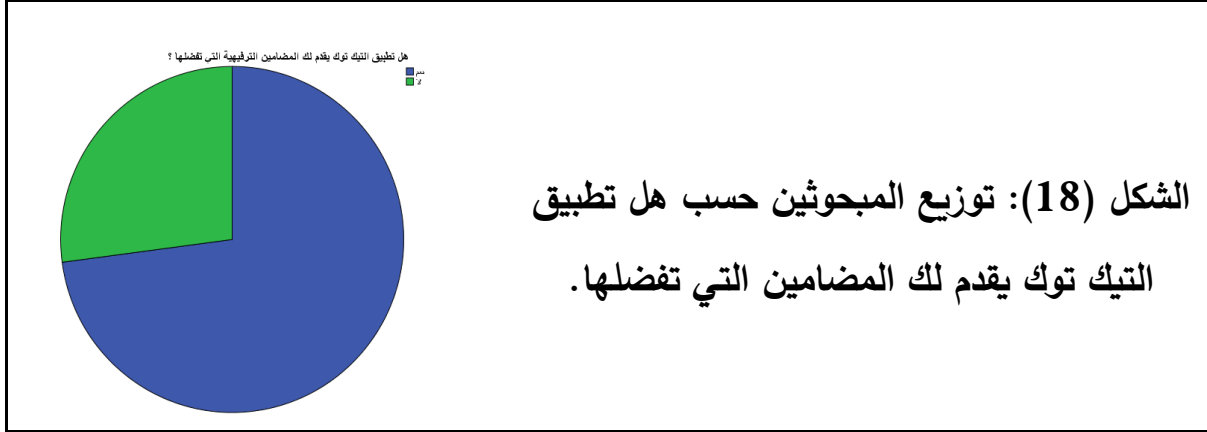 هل تطبيق التيك توك يقدم لك المضامين الترفيهية التي تفضلها ؟
نعم
لا
الشكل (18): توزيع المبحوثين حسب هل تطبيق
التيك توك يقدم لك المضامين التي تفضلها.